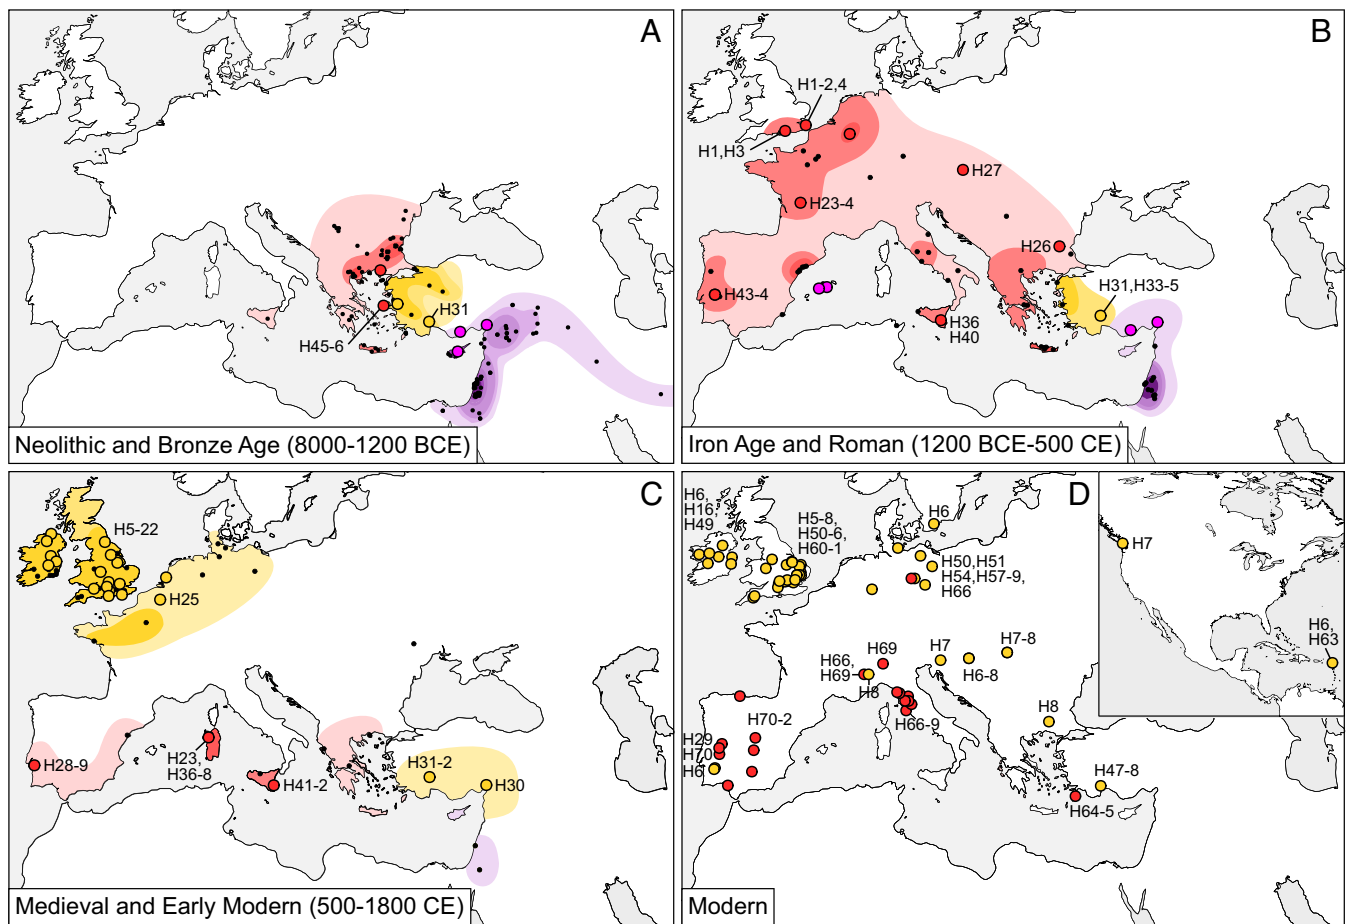 A
H31
H45-6
Neolithic and Bronze Age (8000-1200 BCE)
B
H1-2,4
H1,H3
H27
H23-4
H26
H43-4
H31,H33-5
H36
H40
Iron Age and Roman (1200 BCE-500 CE)
C
H5-22
H25
H28-9
H23,
H36-8
H41-2
H31-2
H30
Medieval and Early Modern (500-1800 CE)
D
H6,
H16,
H49
H5-8,
H50-6,
H60-1
H6
H50,H51
H54,H57-9,
H66
H7
H6,
H63
H69
H66,
H69
H8
H7
H7-8
H6-8
H66-9
H70-2
H29
H70
H6
H8
H47-8
H64-5
Modern